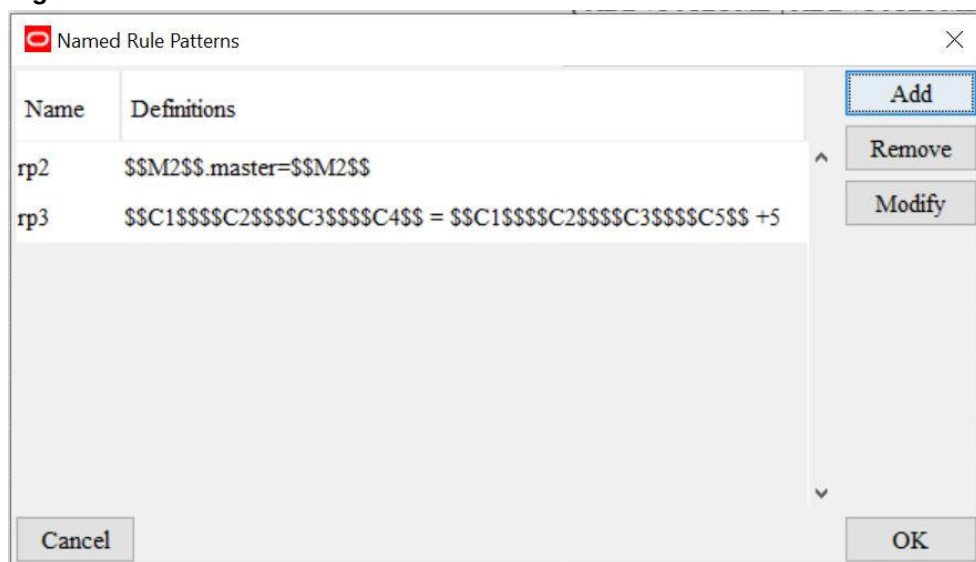 Named Rule Patterns
Name Definitions
Add
rp2 $$M2$$.master=$$M2$$
Remove
rp3 $$C1$$$$C2$$$$C3$$$$C4$$ = $$C1$$$$C2$$$$C3$$$$C5$$ +5
Modify
Cancel
OK